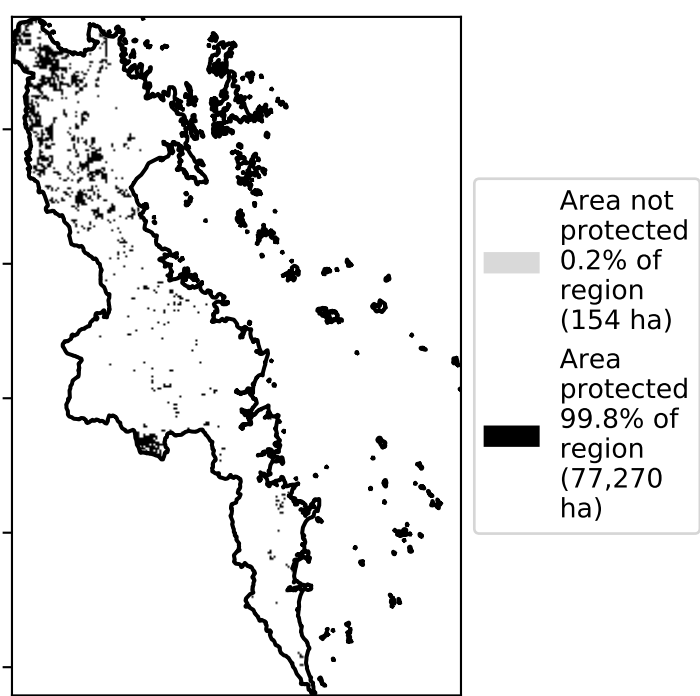 Area not
protected
0.2% of
region
(154 ha)
Area
protected
99.8% of
region
(77,270
ha)